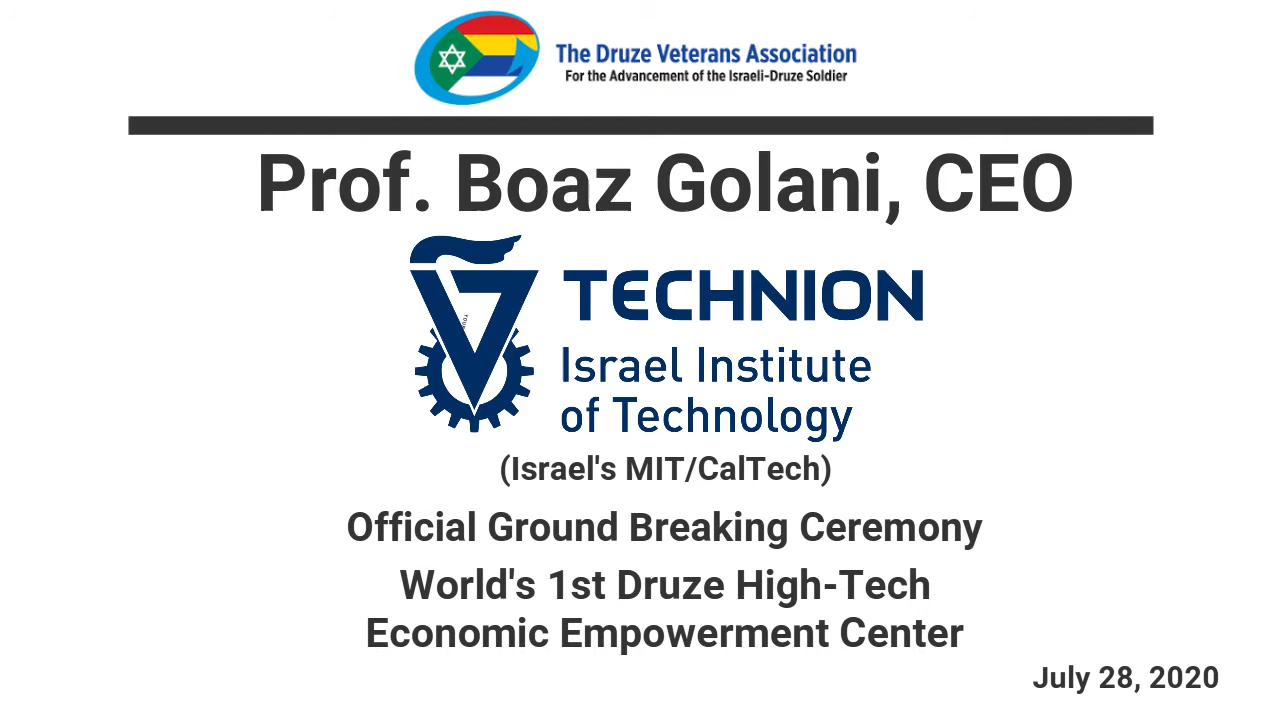 The Druze Veterans Association
For the Advancement of the Israeli-Druze Soldier
Prof. Boaz Golani, CEO
TECHNION
Israel Institute
of Technology
(Israel's MIT/CalTech)
Official Ground Breaking Ceremony
World's 1st Druze High-Tech
Economic Empowerment Center
July 28, 2020